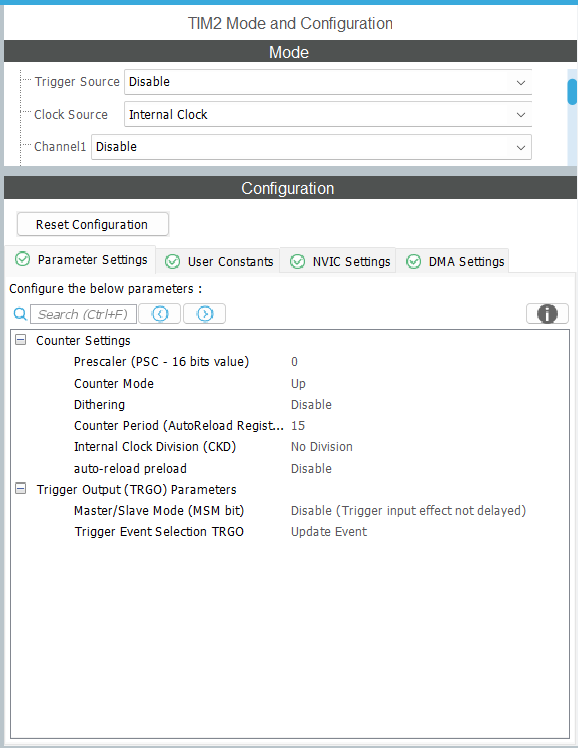 TIM2 Mode and Configuration
Mode
Trigger Source Disable
Clock Source Internal Clock
Channel1 Disable
Configuration
Reset Configuration
Parameter Settings User Constants NVIC Settings DMA Settings
Configure the below parameters :
Search (Ctrl+F)
Counter Settings
Prescaler (PSC - 16 bits value) 0
Counter Mode Up
Dithering Disable
Counter Period (AutoReload Regist... 15
Internal Clock Division (CKD) No Division
auto-reload preload Disable
Trigger Output (TRGO) Parameters
Master/Slave Mode (MSM bit) Disable (Trigger input effect not delayed)
Trigger Event Selection TRGO Update Event